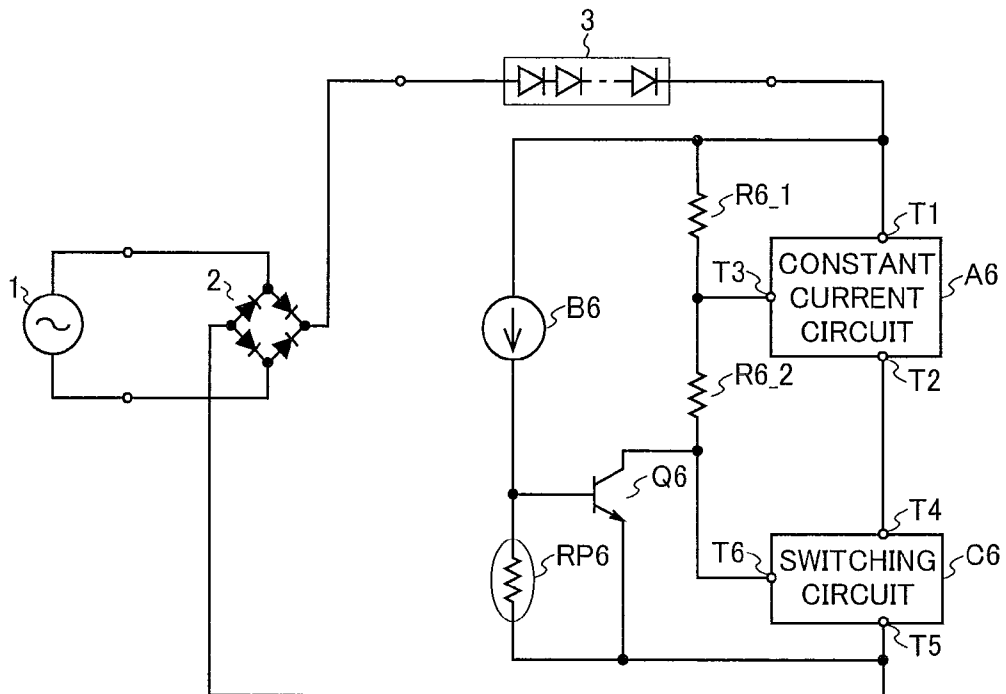 3
R6_1
T1
1
2
T3
CONSTANT
CURRENT
CIRCUIT
A6
B6
T2
R6_2
Q6
T4
RP6
T6
SWITCHING
CIRCUIT
C6
T5